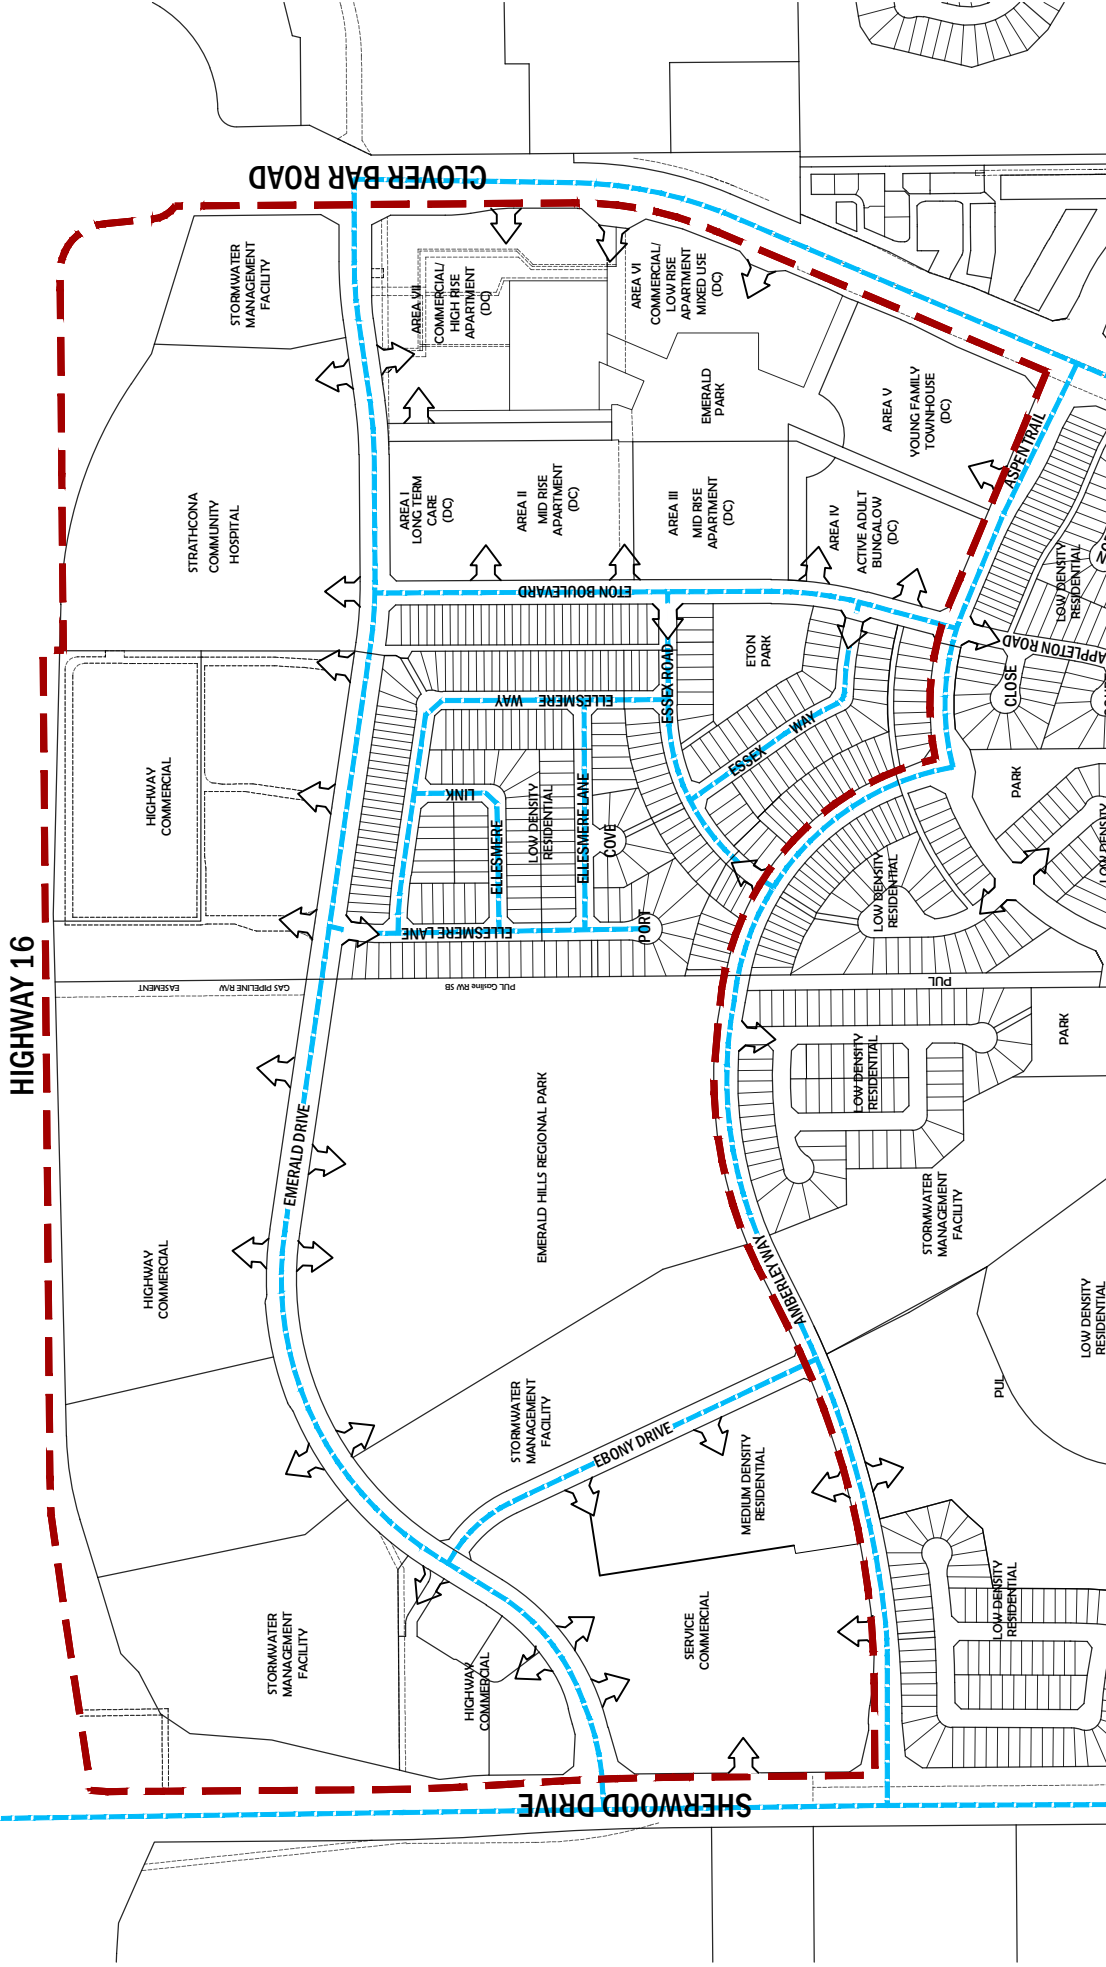 CLOVER BAR ROAD
STORMWATER
MANAGEMENT
FACILITY
AREA VII
COMMERCIAL/
HIGH RISE
APARTMENT
(DC)
AREA VI
COMMERCIAL/
LOW RISE
APARTMENT
MIXED USE
(DC)
EMERALD
PARK
AREA V
YOUNG FAMILY
TOWNHOUSE
(DC)
ASPEN TRAIL
STRATHCONA
COMMUNITY
HOSPITAL
AREA I
LONG TERM
CARE
(DC)
AREA II
MID RISE
APARTMENT
(DC)
AREA III
MID RISE
APARTMENT
(DC)
AREA IV
ACTIVE ADULT
BUNGALOW
(DC)
LOW DENSITY
RESIDENTIAL
ETON BOULEVARD
APPLETON ROAD
ETON
PARK
CLOSE
ESSEX ROAD
ELLESMERE WAY
ESSEX WAY
HIGHWAY
COMMERCIAL
LINK
ELLESMERE
LOW DENSITY
RESIDENTIAL
ELLESMERE LANE
COVE
PORT
ELLESMERE LANE
PARK
LOW DENSITY
LOW DENSITY
RESIDENTIAL
HIGHWAY 16
EASEMENT
GAS PIPELINE R/W
PUL Gasline RW SB
PUL
PARK
LOW DENSITY
RESIDENTIAL
EMERALD DRIVE
EMERALD HILLS REGIONAL PARK
HIGHWAY
COMMERCIAL
STORMWATER
MANAGEMENT
FACILITY
AMBERLEY WAY
LOW DENSITY
RESIDENTIAL
PUL
STORMWATER
MANAGEMENT
FACILITY
EBONY DRIVE
MEDIUM DENSITY
RESIDENTIAL
STORMWATER
MANAGEMENT
FACILITY
HIGHWAY
COMMERCIAL
SERVICE
COMMERCIAL
LOW DENSITY
RESIDENTIAL
SHERWOOD DRIVE